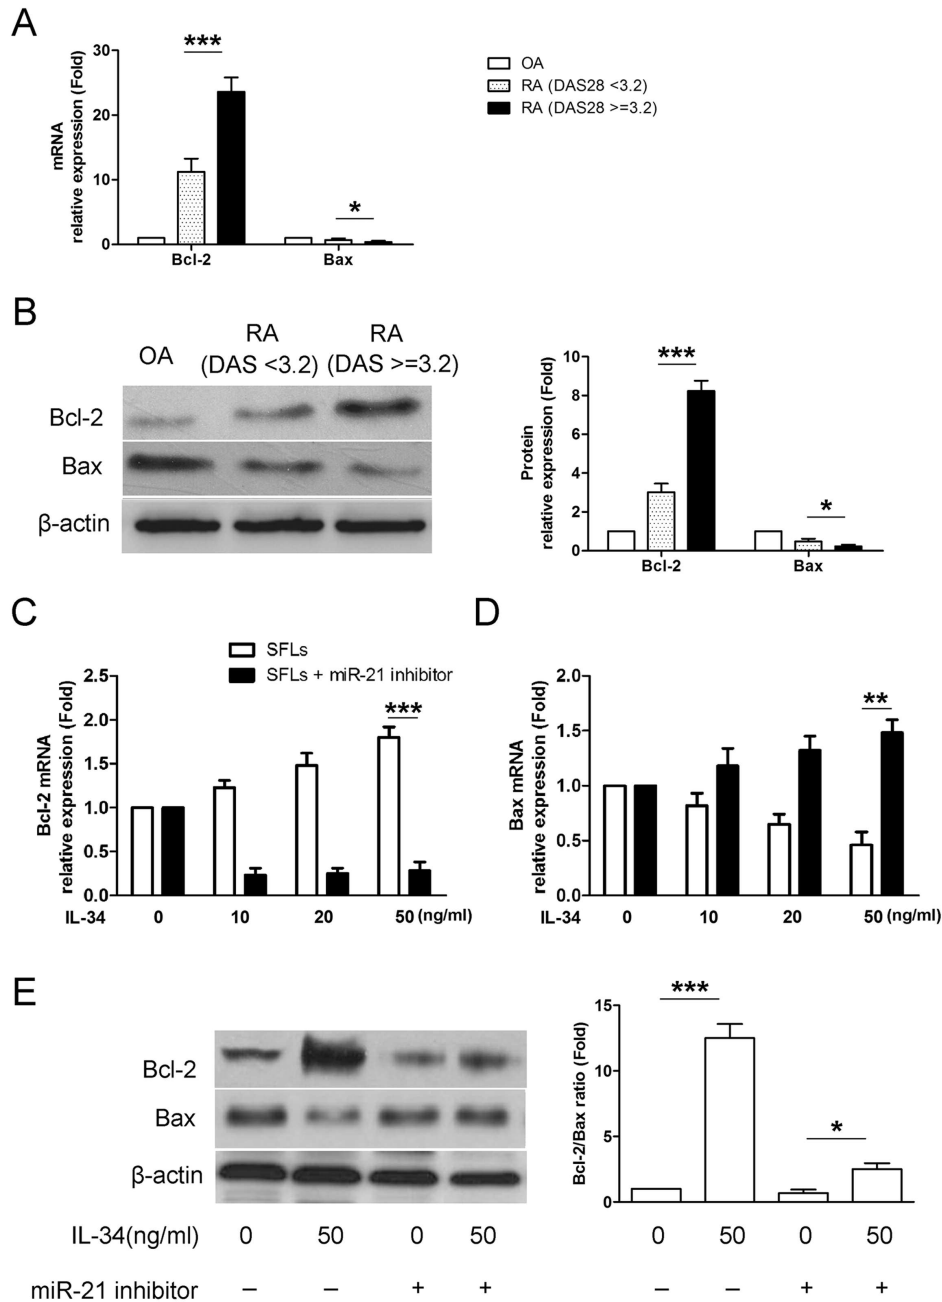 A
mRNA
relative expression (Fold)
30
20
10
0
***
*
Bcl-2
Bax
OA
RA (DAS28 <3.2)
RA (DAS28 >=3.2)
B
OA
RA
(DAS <3.2)
RA
(DAS >=3.2)
Bcl-2
Bax
β-actin
Protein
relative expression (Fold)
10
8
6
4
2
0
***
*
Bcl-2
Bax
C
SFLs
SFLs + miR-21 inhibitor
Bcl-2 mRNA
relative expression (Fold)
2.5
2.0
1.5
1.0
0.5
0.0
***
IL-34 0 10 20 50 (ng/ml)
D
Bax mRNA
relative expression (Fold)
2.0
1.5
1.0
0.5
0.0
**
IL-34 0 10 20 50 (ng/ml)
E
Bcl-2
Bax
β-actin
IL-34(ng/ml) 0 50 0 50
miR-21 inhibitor – – + +
Bcl-2/Bax ratio (Fold)
15
10
5
0
***
*
0 50 0 50
– – + +